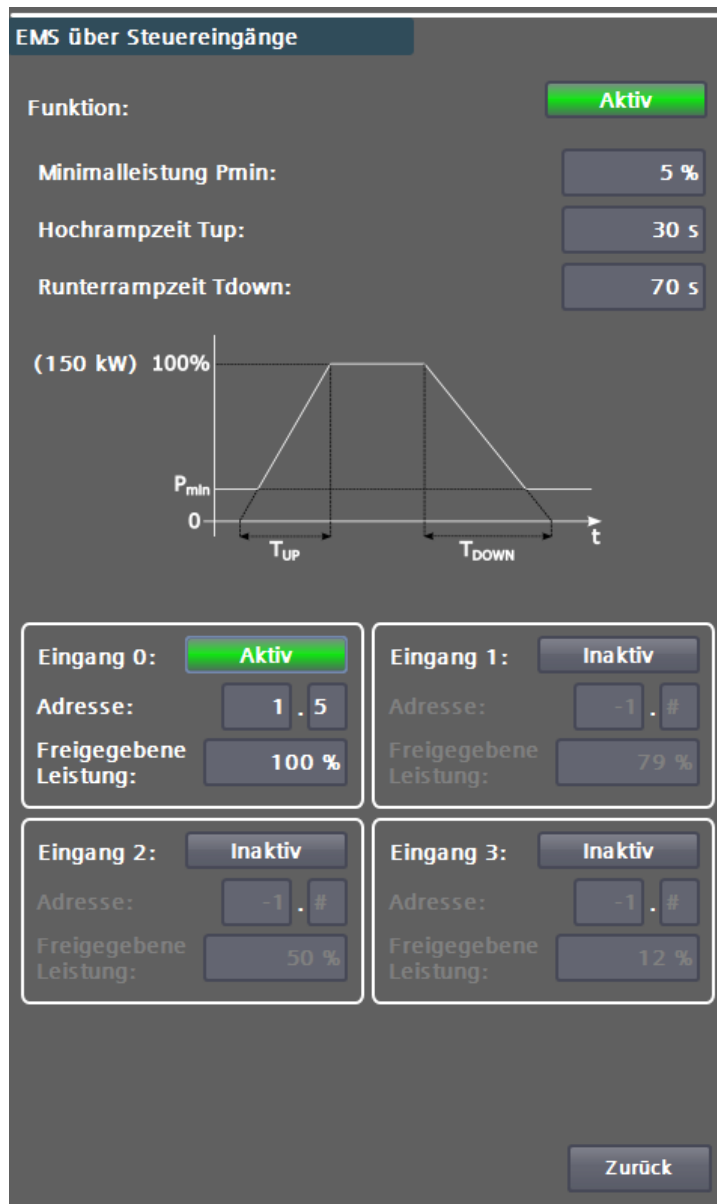 EMS über Steuereingänge
Funktion: Aktiv
Minimalleistung Pmin: 5 %
Hochrampzeit Tup: 30 s
Runterrampzeit Tdown: 70 s
(150 kW) 100%
Pmin
0
t
TUP TDOWN
Eingang 0: Aktiv
Adresse: 1 . 5
Freigegebene
Leistung: 100 %
Eingang 1: Inaktiv
Adresse: -1 . #
Freigegebene
Leistung: 79 %
Eingang 2: Inaktiv
Adresse: -1 . #
Freigegebene
Leistung: 50 %
Eingang 3: Inaktiv
Adresse: -1 . #
Freigegebene
Leistung: 12 %
Zurück